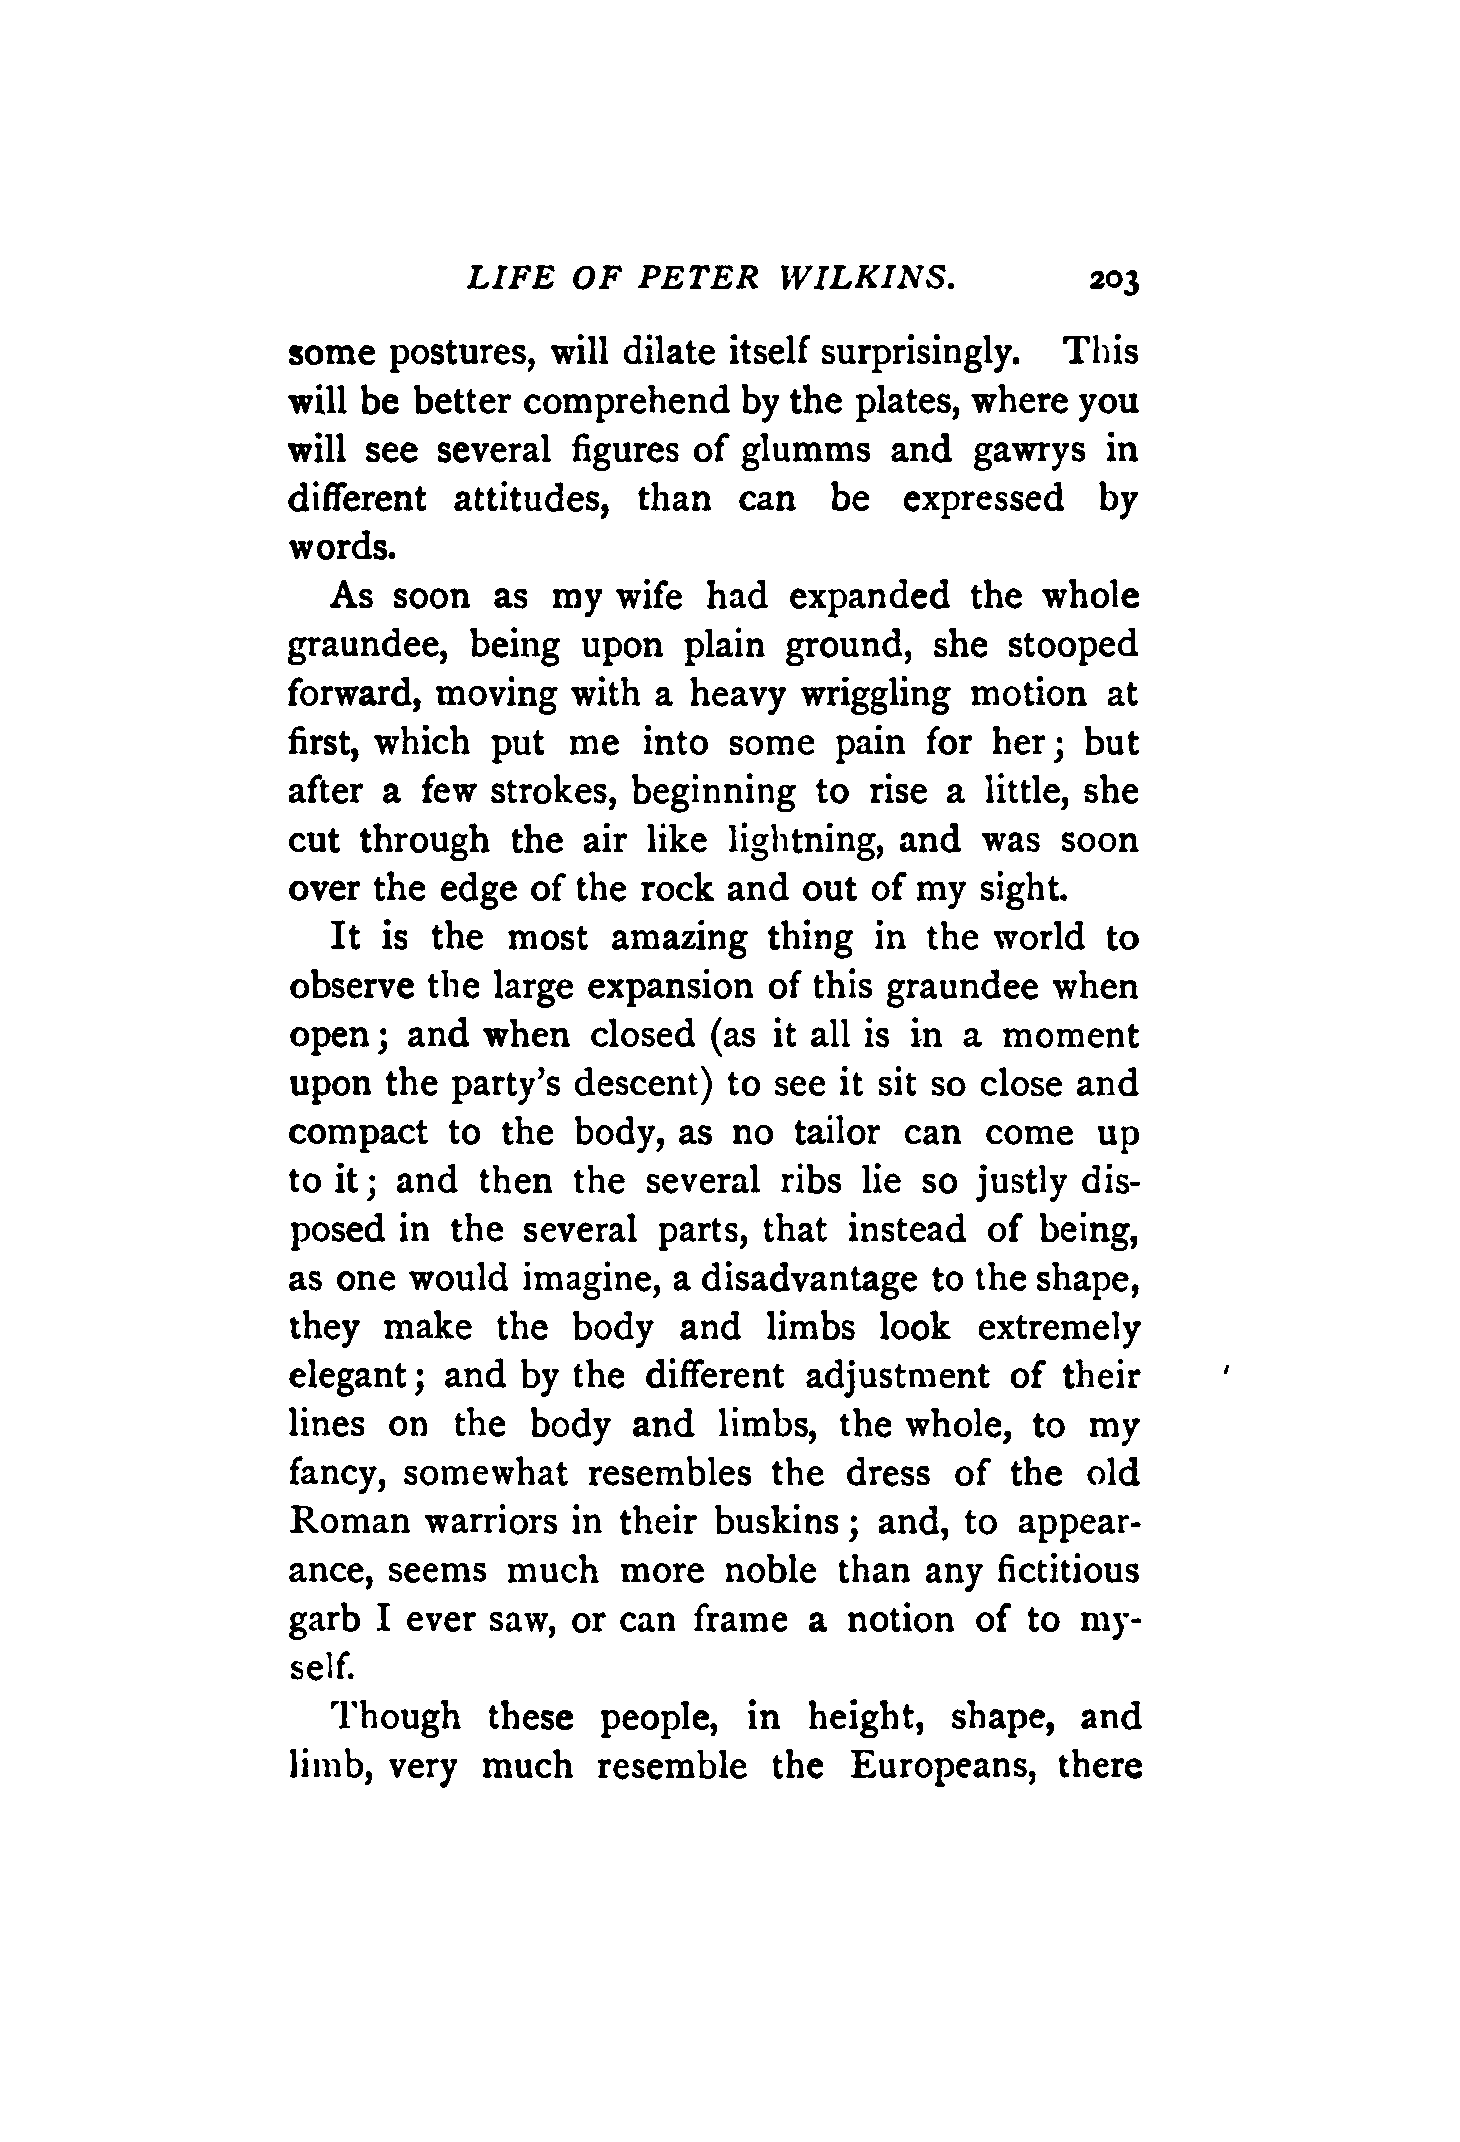 LIFE OF PETER WILKINS. 203
some postures, will dilate itself surprisingly. This
will be better comprehend by the plates, where you
will see several figures of glumms and gawrys in
different attitudes, than can be expressed by
words.
As soon as my wife had expanded the whole
graundee, being upon plain ground, she stooped
forward, moving with a heavy wriggling motion at
first, which put me into some pain for her; but
after a few strokes, beginning to rise a little, she
cut through the air like lightning, and was soon
over the edge of the rock and out of my sight.
It is the most amazing thing in the world to
observe the large expansion of this graundee when
open; and when closed (as it all is in a moment
upon the party's descent) to see it sit so close and
compact to the body, as no tailor can come up
to it; and then the several ribs lie so justly dis-
posed in the several parts, that instead of being,
as one would imagine, a disadvantage to the shape,
they make the body and limbs look extremely
elegant; and by the different adjustment of their
lines on the body and limbs, the whole, to my
fancy, somewhat resembles the dress of the old
Roman warriors in their buskins; and, to appear-
ance, seems much more noble than any fictitious
garb I ever saw, or can frame a notion of to my-
self.
Though these people, in height, shape, and
limb, very much resemble the Europeans, there